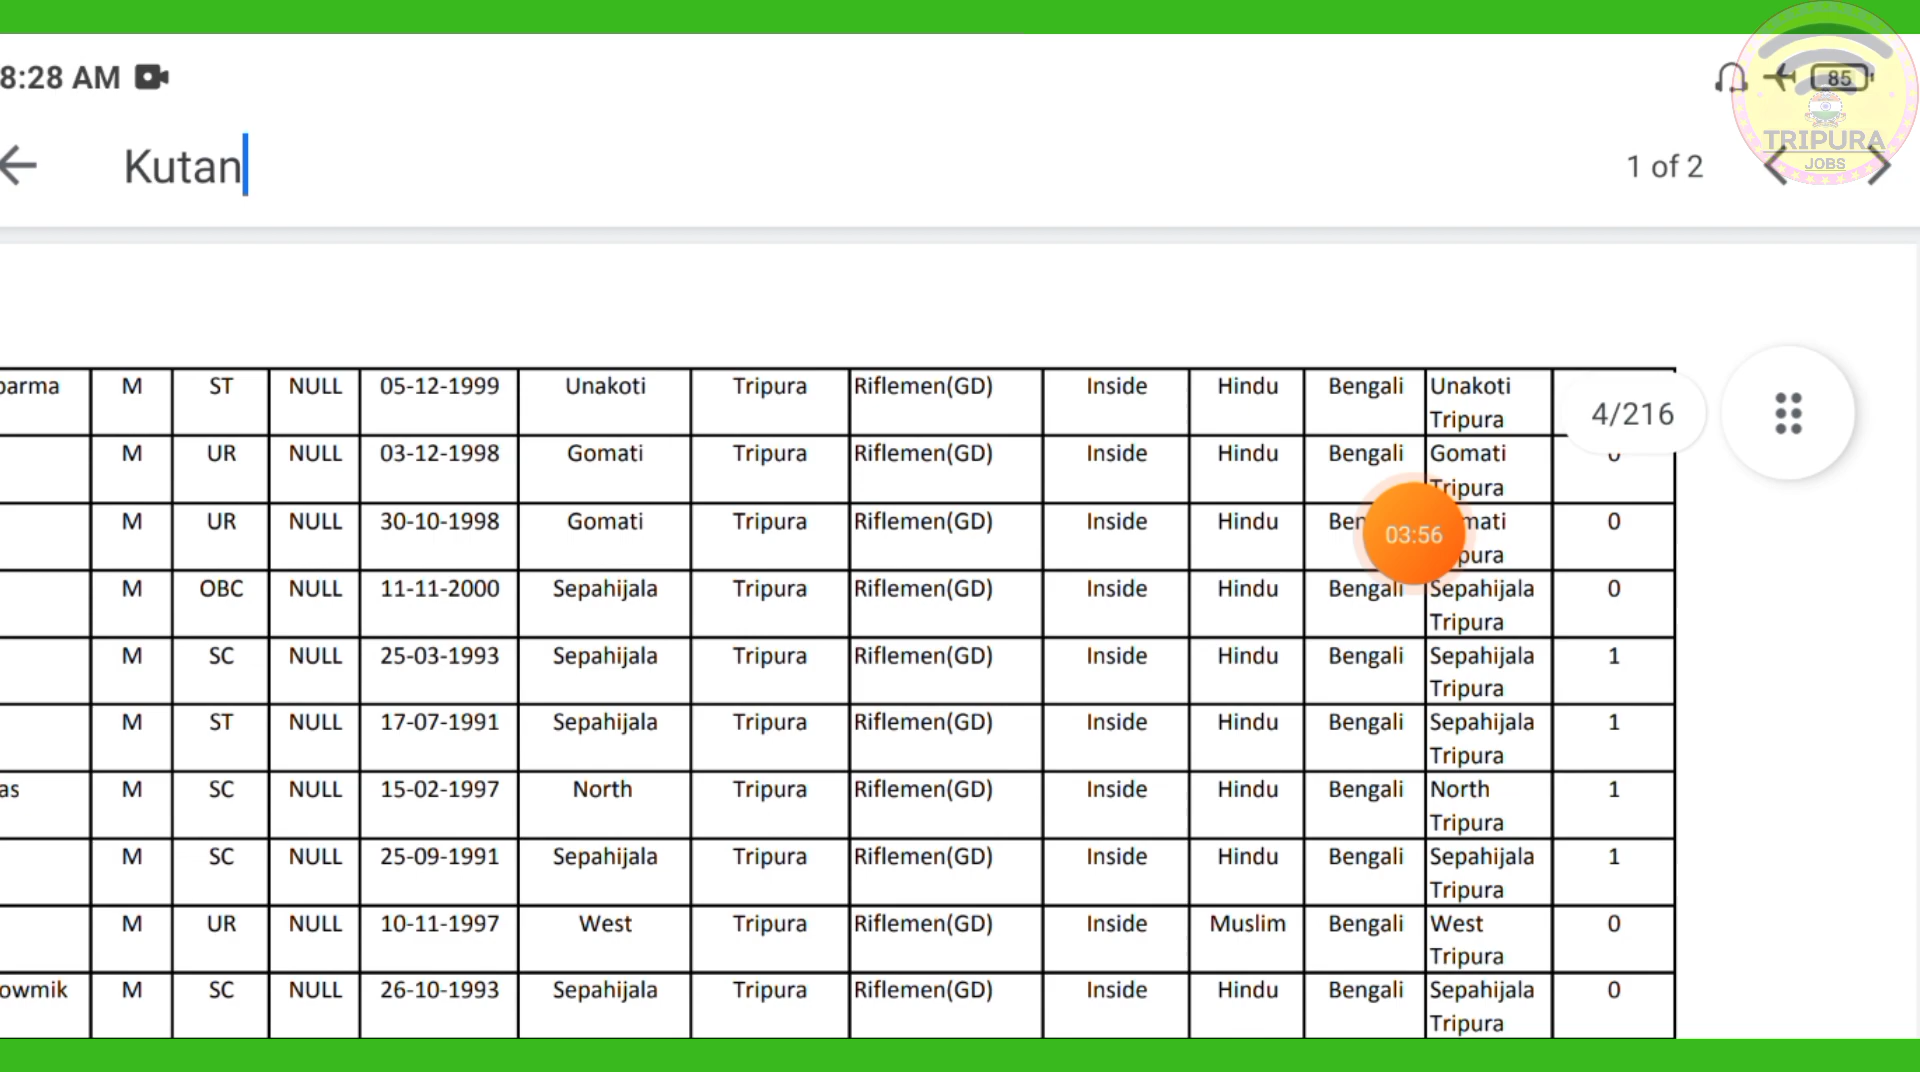 8:28 AM
85
TRIPURA
JOBS
Kutan
1 of 2
4/216
03:56
barma M ST NULL 05-12-1999 Unakoti Tripura Riflemen(GD) Inside Hindu Bengali Unakoti
Tripura
M UR NULL 03-12-1998 Gomati Tripura Riflemen(GD) Inside Hindu Bengali Gomati 0
Tripura
M UR NULL 30-10-1998 Gomati Tripura Riflemen(GD) Inside Hindu Ben mati 0
pura
M OBC NULL 11-11-2000 Sepahijala Tripura Riflemen(GD) Inside Hindu Bengali Sepahijala 0
Tripura
M SC NULL 25-03-1993 Sepahijala Tripura Riflemen(GD) Inside Hindu Bengali Sepahijala 1
Tripura
M ST NULL 17-07-1991 Sepahijala Tripura Riflemen(GD) Inside Hindu Bengali Sepahijala 1
Tripura
as M SC NULL 15-02-1997 North Tripura Riflemen(GD) Inside Hindu Bengali North 1
Tripura
M SC NULL 25-09-1991 Sepahijala Tripura Riflemen(GD) Inside Hindu Bengali Sepahijala 1
Tripura
M UR NULL 10-11-1997 West Tripura Riflemen(GD) Inside Muslim Bengali West 0
Tripura
owmik M SC NULL 26-10-1993 Sepahijala Tripura Riflemen(GD) Inside Hindu Bengali Sepahijala 0
Tripura